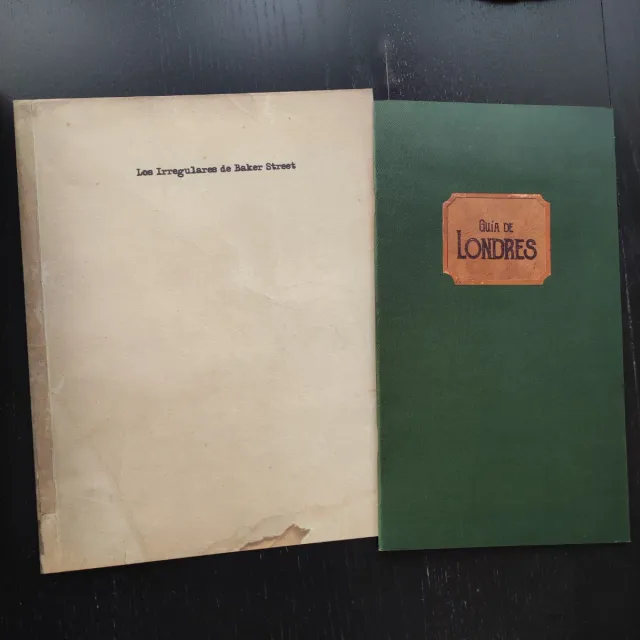 Los Irregulares de Baker Street
GUÍA DE
LONDRES